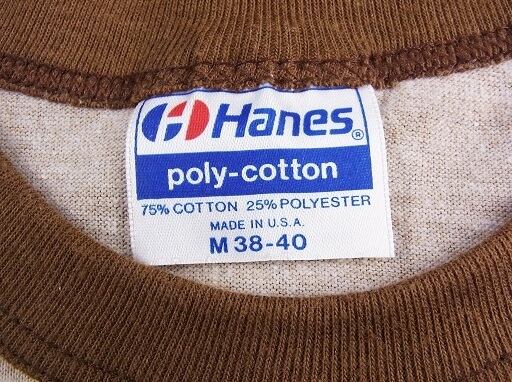 Hanes®
poly-cotton
75% COTTON 25% POLYESTER
MADE IN U.S.A.
M 38-40